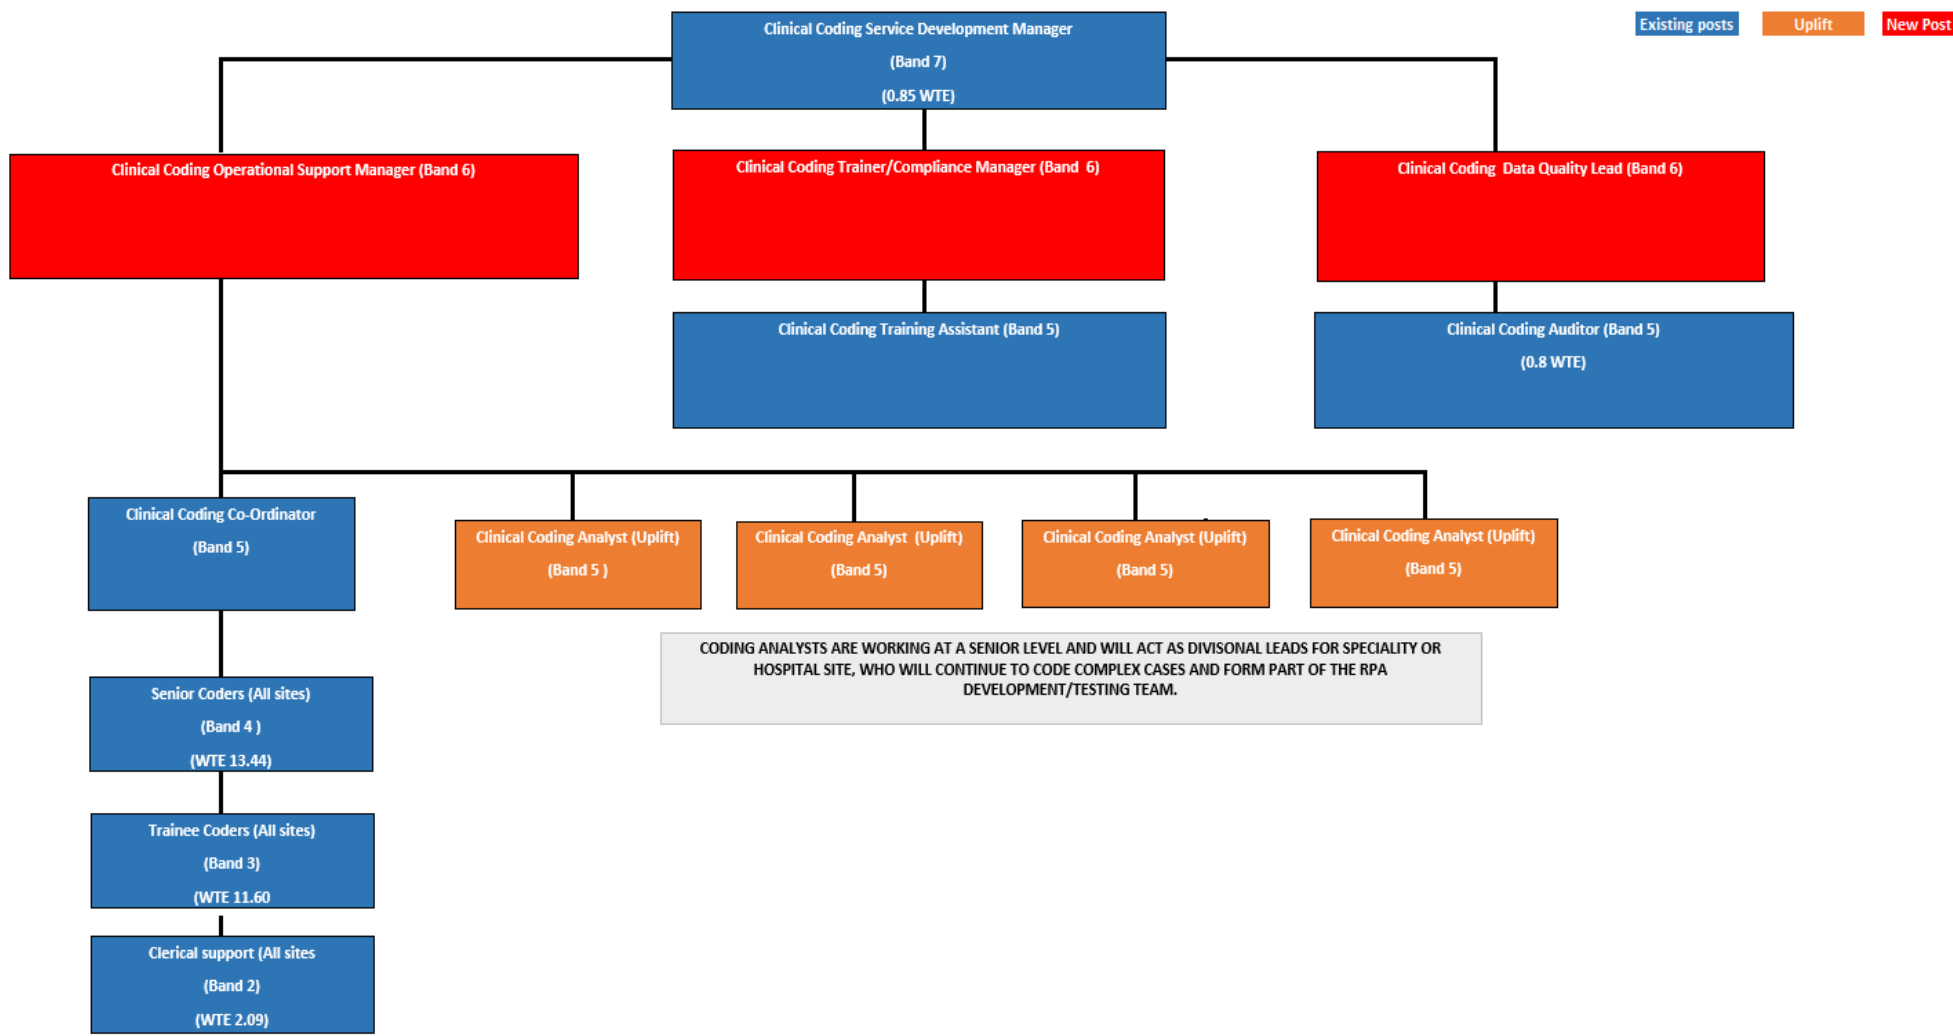 Clinical Coding Service Development Manager
(Band 7)
(0.85 WTE)
Existing posts
Uplift
New Post
Clinical Coding Operational Support Manager (Band 6)
Clinical Coding Trainer/Compliance Manager (Band  6)
Clinical Coding  Data Quality Lead (Band 6)
Clinical Coding Training Assistant (Band 5)
Clinical Coding Auditor (Band 5)
(0.8 WTE)
Clinical Coding Co-Ordinator
(Band 5)
Clinical Coding Analyst (Uplift)
(Band 5 )
Clinical Coding Analyst  (Uplift)
(Band 5)
Clinical Coding Analyst (Uplift)
(Band 5)
Clinical Coding Analyst (Uplift)
(Band 5)
CODING ANALYSTS ARE WORKING AT A SENIOR LEVEL AND WILL ACT AS DIVISONAL LEADS FOR SPECIALITY OR
HOSPITAL SITE, WHO WILL CONTINUE TO CODE COMPLEX CASES AND FORM PART OF THE RPA
DEVELOPMENT/TESTING TEAM.
Senior Coders (All sites)
(Band 4 )
(WTE 13.44)
Trainee Coders (All sites)
(Band 3)
(WTE 11.60
Clerical support (All sites
(Band 2)
(WTE 2.09)